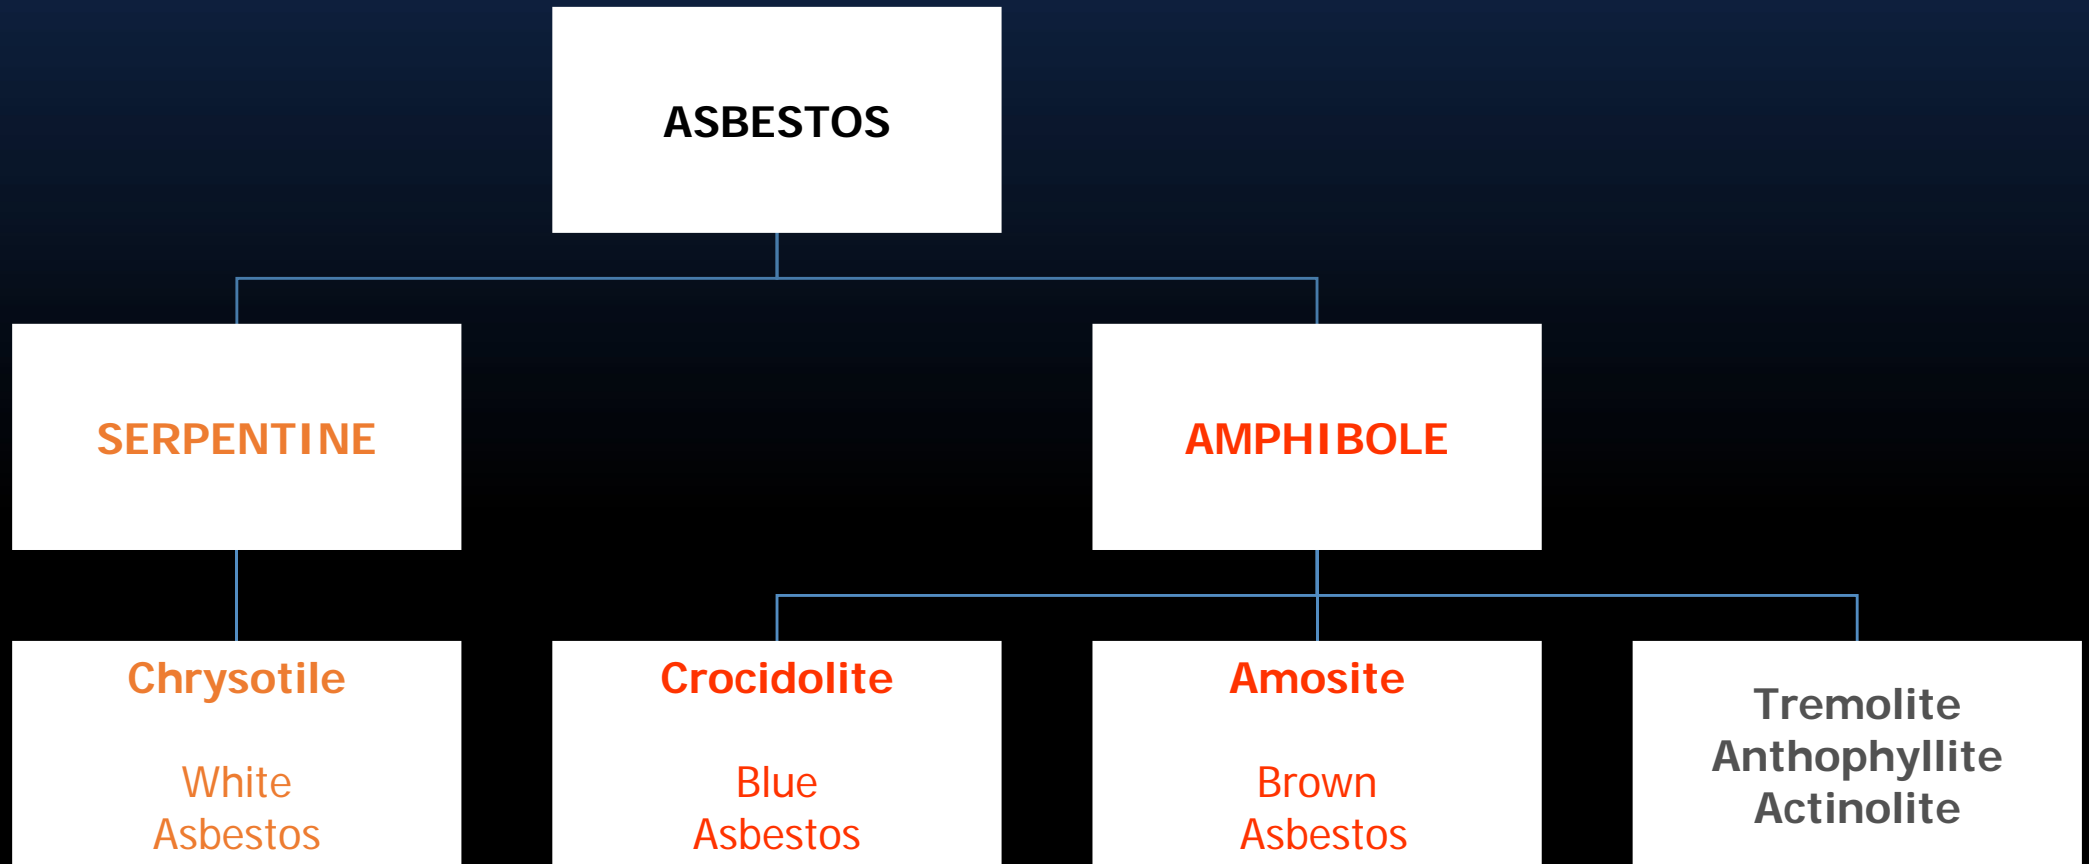 ASBESTOS
SERPENTINE
AMPHIBOLE
Chrysotile
White
Asbestos
Crocidolite
Blue
Asbestos
Amosite
Brown
Asbestos
Tremolite
Anthophyllite
Actinolite